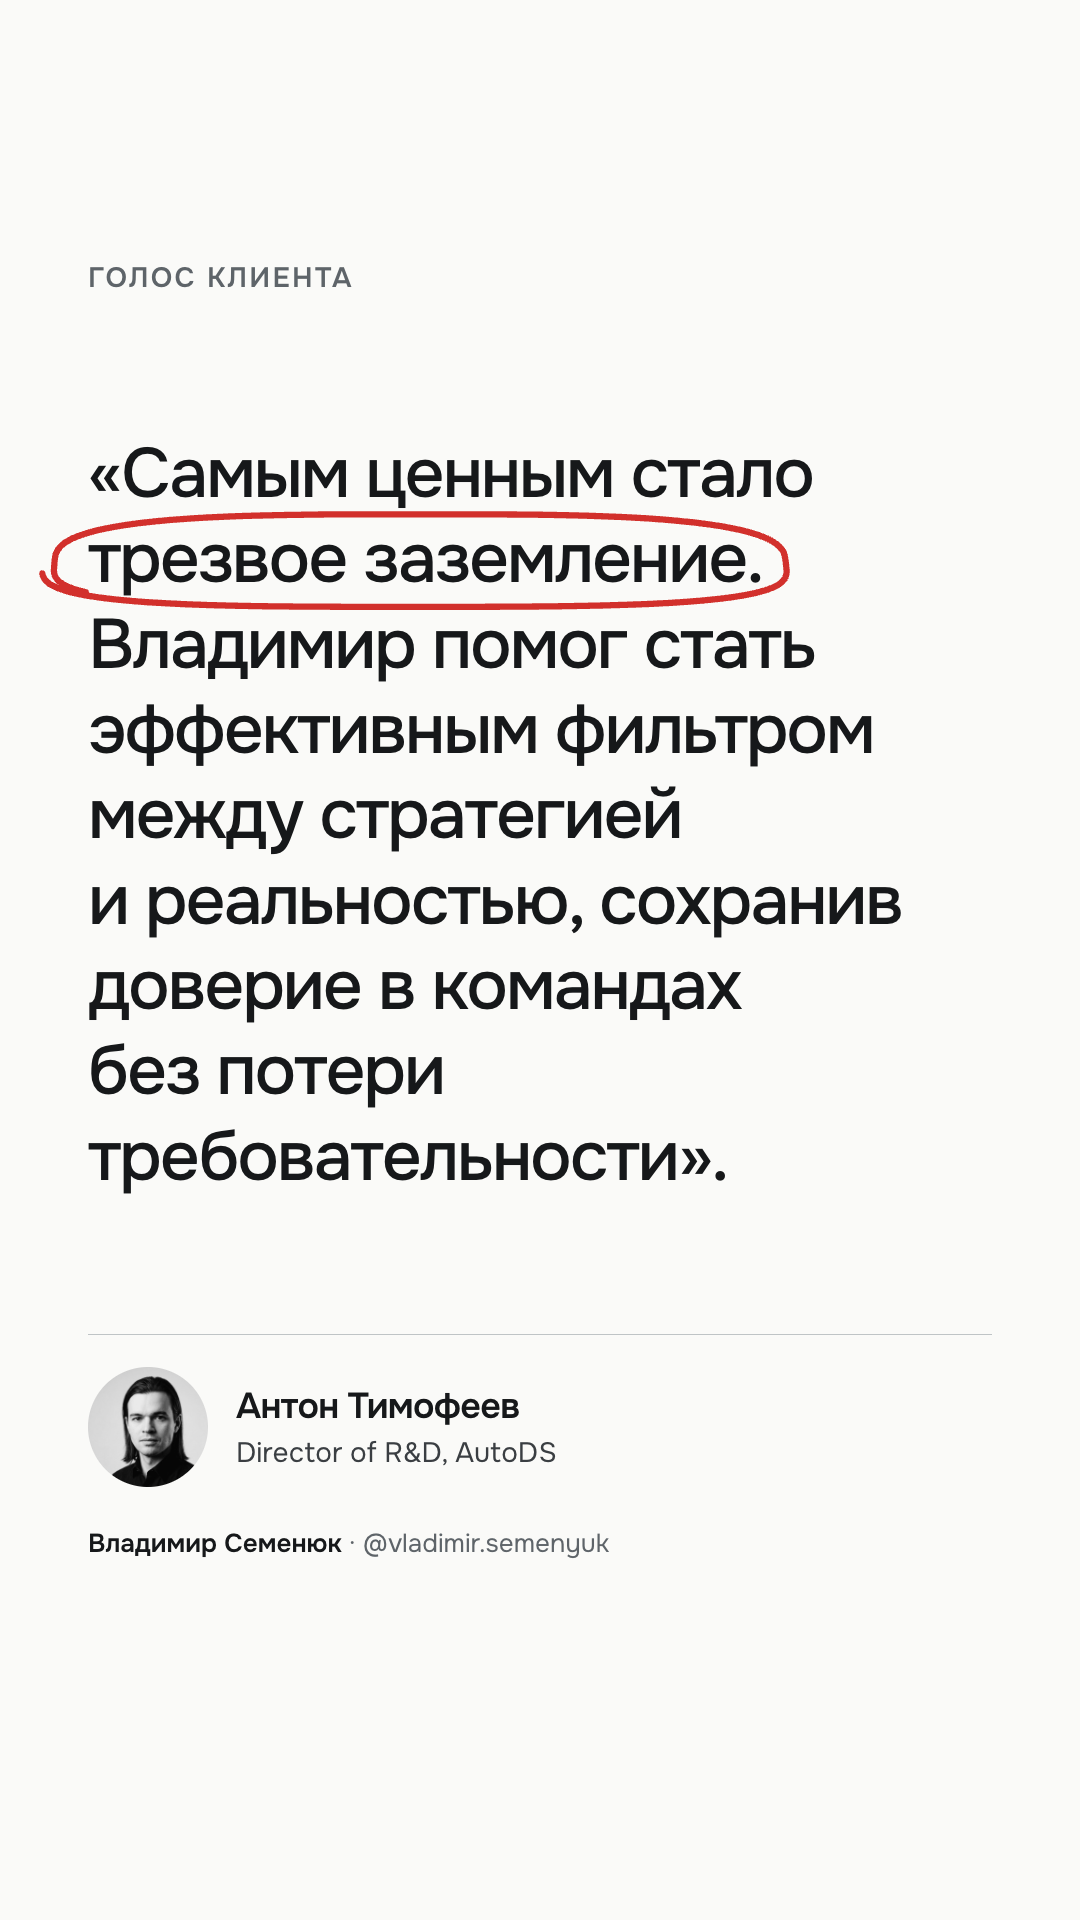 ГОЛОС КЛИЕНТА
«Самым ценным стало
трезвое заземление.
Владимир помог стать
эффективным фильтром
между стратегией
и реальностью, сохранив
доверие в командах
без потери
требовательности».
Антон Тимофеев
Director of R&D, AutoDS
Владимир Семенюк · @vladimir.semenyuk